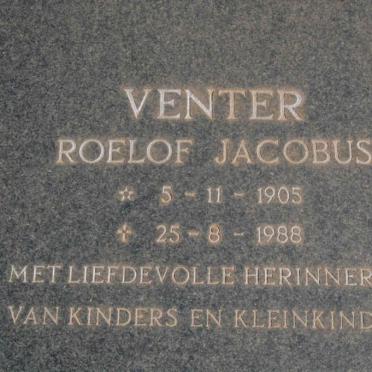 VENTER
ROELOF JACOBUS
☆ 5 - 11 - 1905
✝ 25 - 8 - 1988
MET LIEFDEVOLLE HERINNER
VAN KINDERS EN KLEINKIND